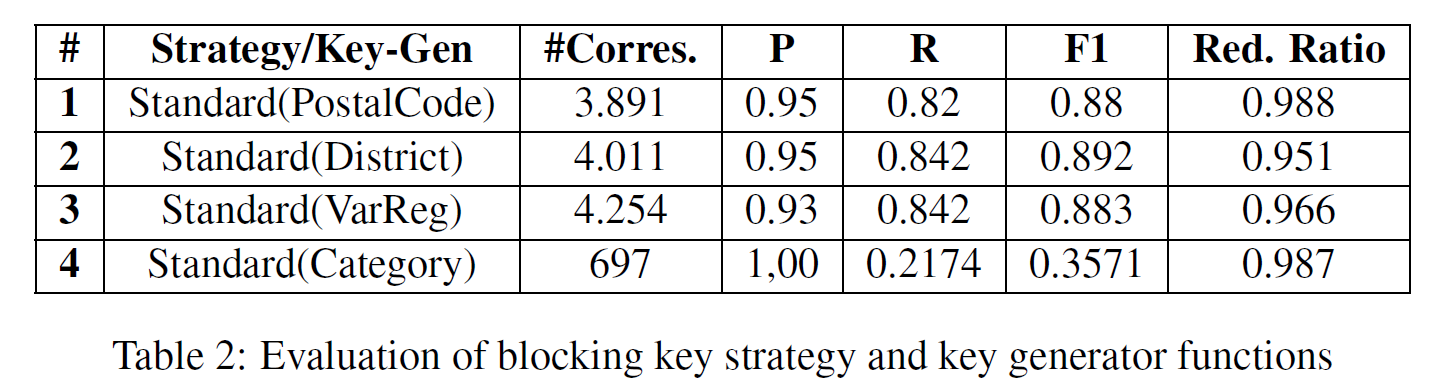 # Strategy/Key-Gen #Corres. P R F1 Red. Ratio
1 Standard(PostalCode) 3.891 0.95 0.82 0.88 0.988
2 Standard(District) 4.011 0.95 0.842 0.892 0.951
3 Standard(VarReg) 4.254 0.93 0.842 0.883 0.966
4 Standard(Category) 697 1,00 0.2174 0.3571 0.987
Table 2: Evaluation of blocking key strategy and key generator functions